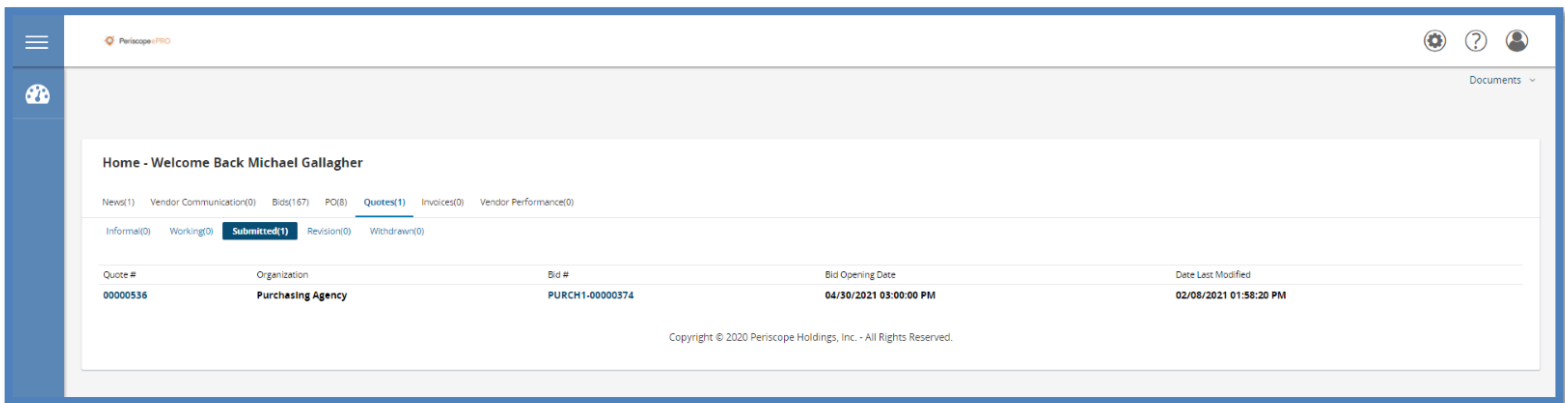 Periscope ePRO
Documents
Home - Welcome Back Michael Gallagher
News(1) Vendor Communication(0) Bids(167) PO(8) Quotes(1) Invoices(0) Vendor Performance(0)
Informal(0) Working(0) Submitted(1) Revision(0) Withdrawn(0)
Quote # Organization Bid # Bid Opening Date Date Last Modified
00000536 Purchasing Agency PURCH1-00000374 04/30/2021 03:00:00 PM 02/08/2021 01:58:20 PM
Copyright © 2020 Periscope Holdings, Inc. - All Rights Reserved.